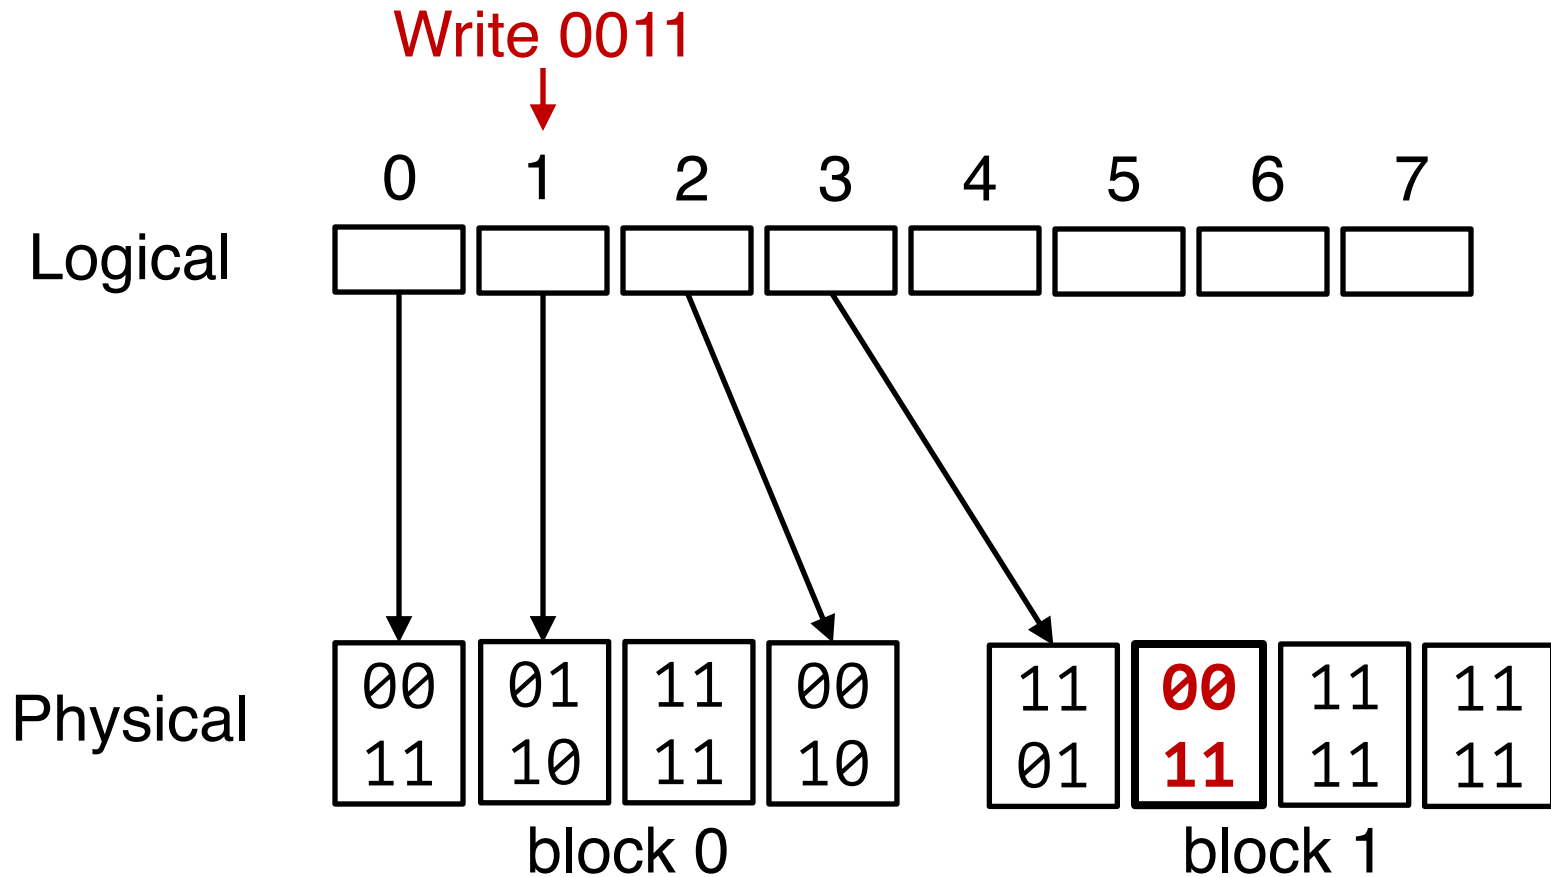 Write 0011
0 1 2 3 4 5 6 7
Logical
Physical
00 01 11 00 11 00 11 11
11 10 11 10 01 11 11 11
block 0 block 1